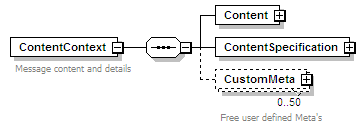 Content
ContentContext
ContentSpecification
Message content and details
CustomMeta
0..50
Free user defined Meta's